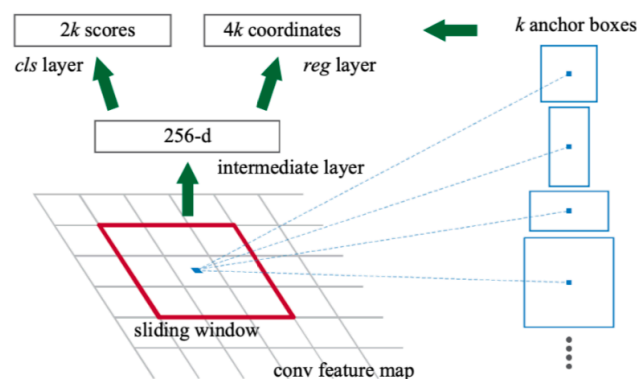 2k scores
4k coordinates
k anchor boxes
cls layer
reg layer
256-d
intermediate layer
sliding window
conv feature map